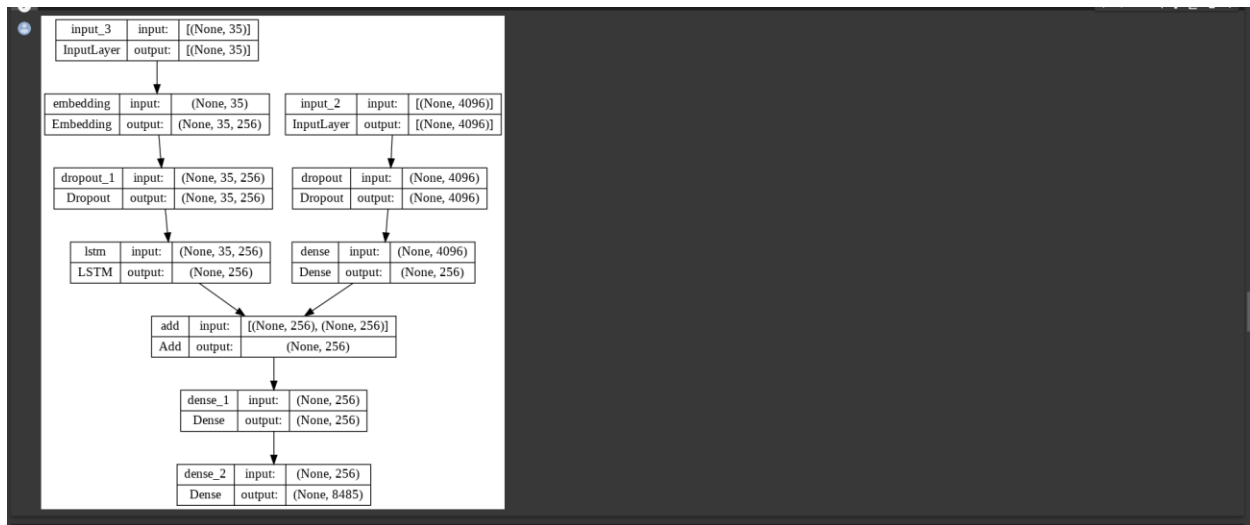 input_3 input: [(None, 35)]
InputLayer output: [(None, 35)]
embedding input: (None, 35)
Embedding output: (None, 35, 256)
input_2 input: [(None, 4096)]
InputLayer output: [(None, 4096)]
dropout_1 input: (None, 35, 256)
Dropout output: (None, 35, 256)
dropout input: (None, 4096)
Dropout output: (None, 4096)
lstm input: (None, 35, 256)
LSTM output: (None, 256)
dense input: (None, 4096)
Dense output: (None, 256)
add input: [(None, 256), (None, 256)]
Add output: (None, 256)
dense_1 input: (None, 256)
Dense output: (None, 256)
dense_2 input: (None, 256)
Dense output: (None, 8485)